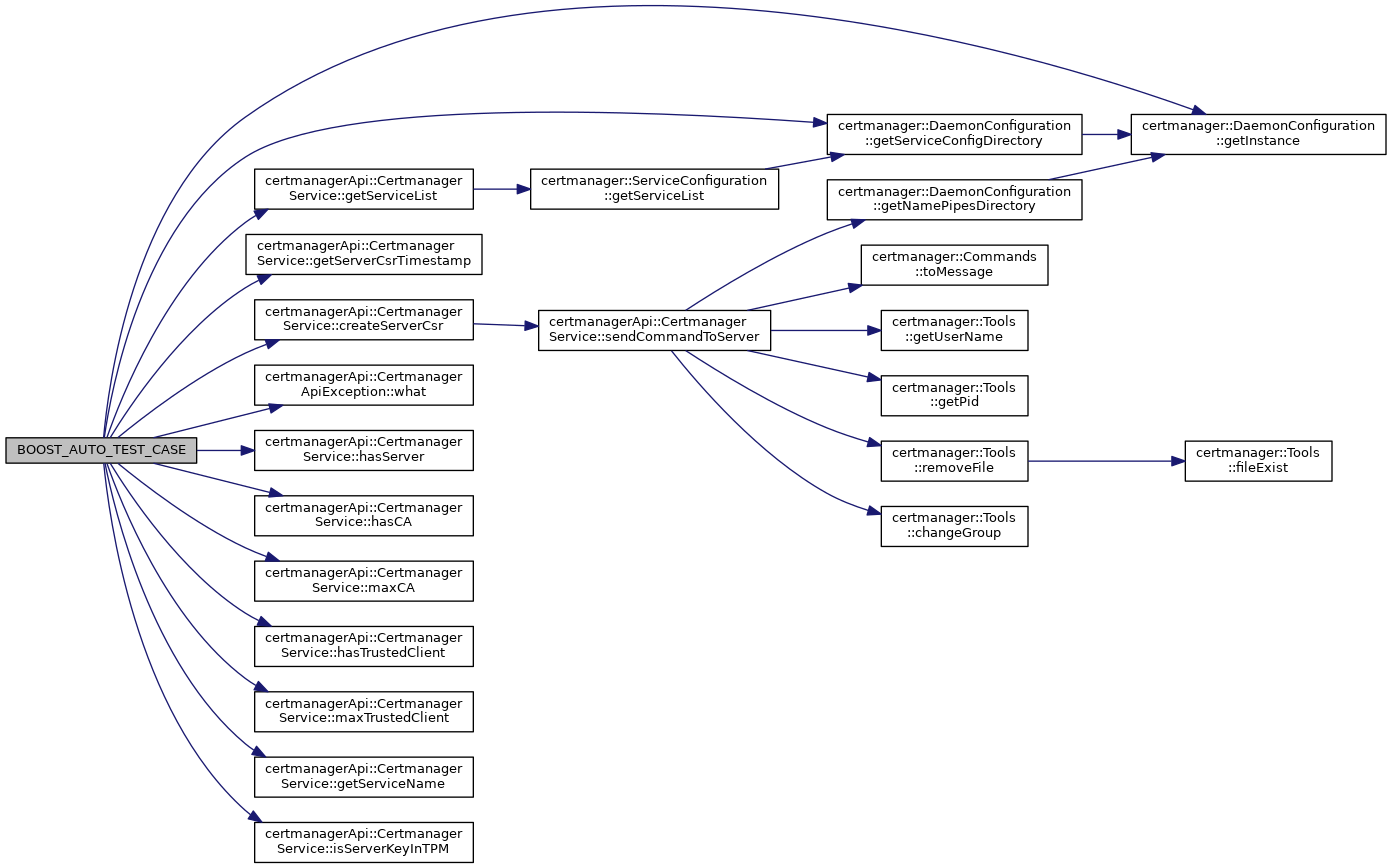 BOOST_AUTO_TEST_CASE
certmanagerApi::Certmanager
Service::getServiceList
certmanagerApi::Certmanager
Service::getServerCsrTimestamp
certmanagerApi::Certmanager
Service::createServerCsr
certmanagerApi::Certmanager
ApiException::what
certmanagerApi::Certmanager
Service::hasServer
certmanagerApi::Certmanager
Service::hasCA
certmanagerApi::Certmanager
Service::maxCA
certmanagerApi::Certmanager
Service::hasTrustedClient
certmanagerApi::Certmanager
Service::maxTrustedClient
certmanagerApi::Certmanager
Service::getServiceName
certmanagerApi::Certmanager
Service::isServerKeyInTPM
certmanager::ServiceConfiguration
::getServiceList
certmanagerApi::Certmanager
Service::sendCommandToServer
certmanager::DaemonConfiguration
::getServiceConfigDirectory
certmanager::DaemonConfiguration
::getNamePipesDirectory
certmanager::Commands
::toMessage
certmanager::Tools
::getUserName
certmanager::Tools
::getPid
certmanager::Tools
::removeFile
certmanager::Tools
::changeGroup
certmanager::DaemonConfiguration
::getInstance
certmanager::Tools
::fileExist